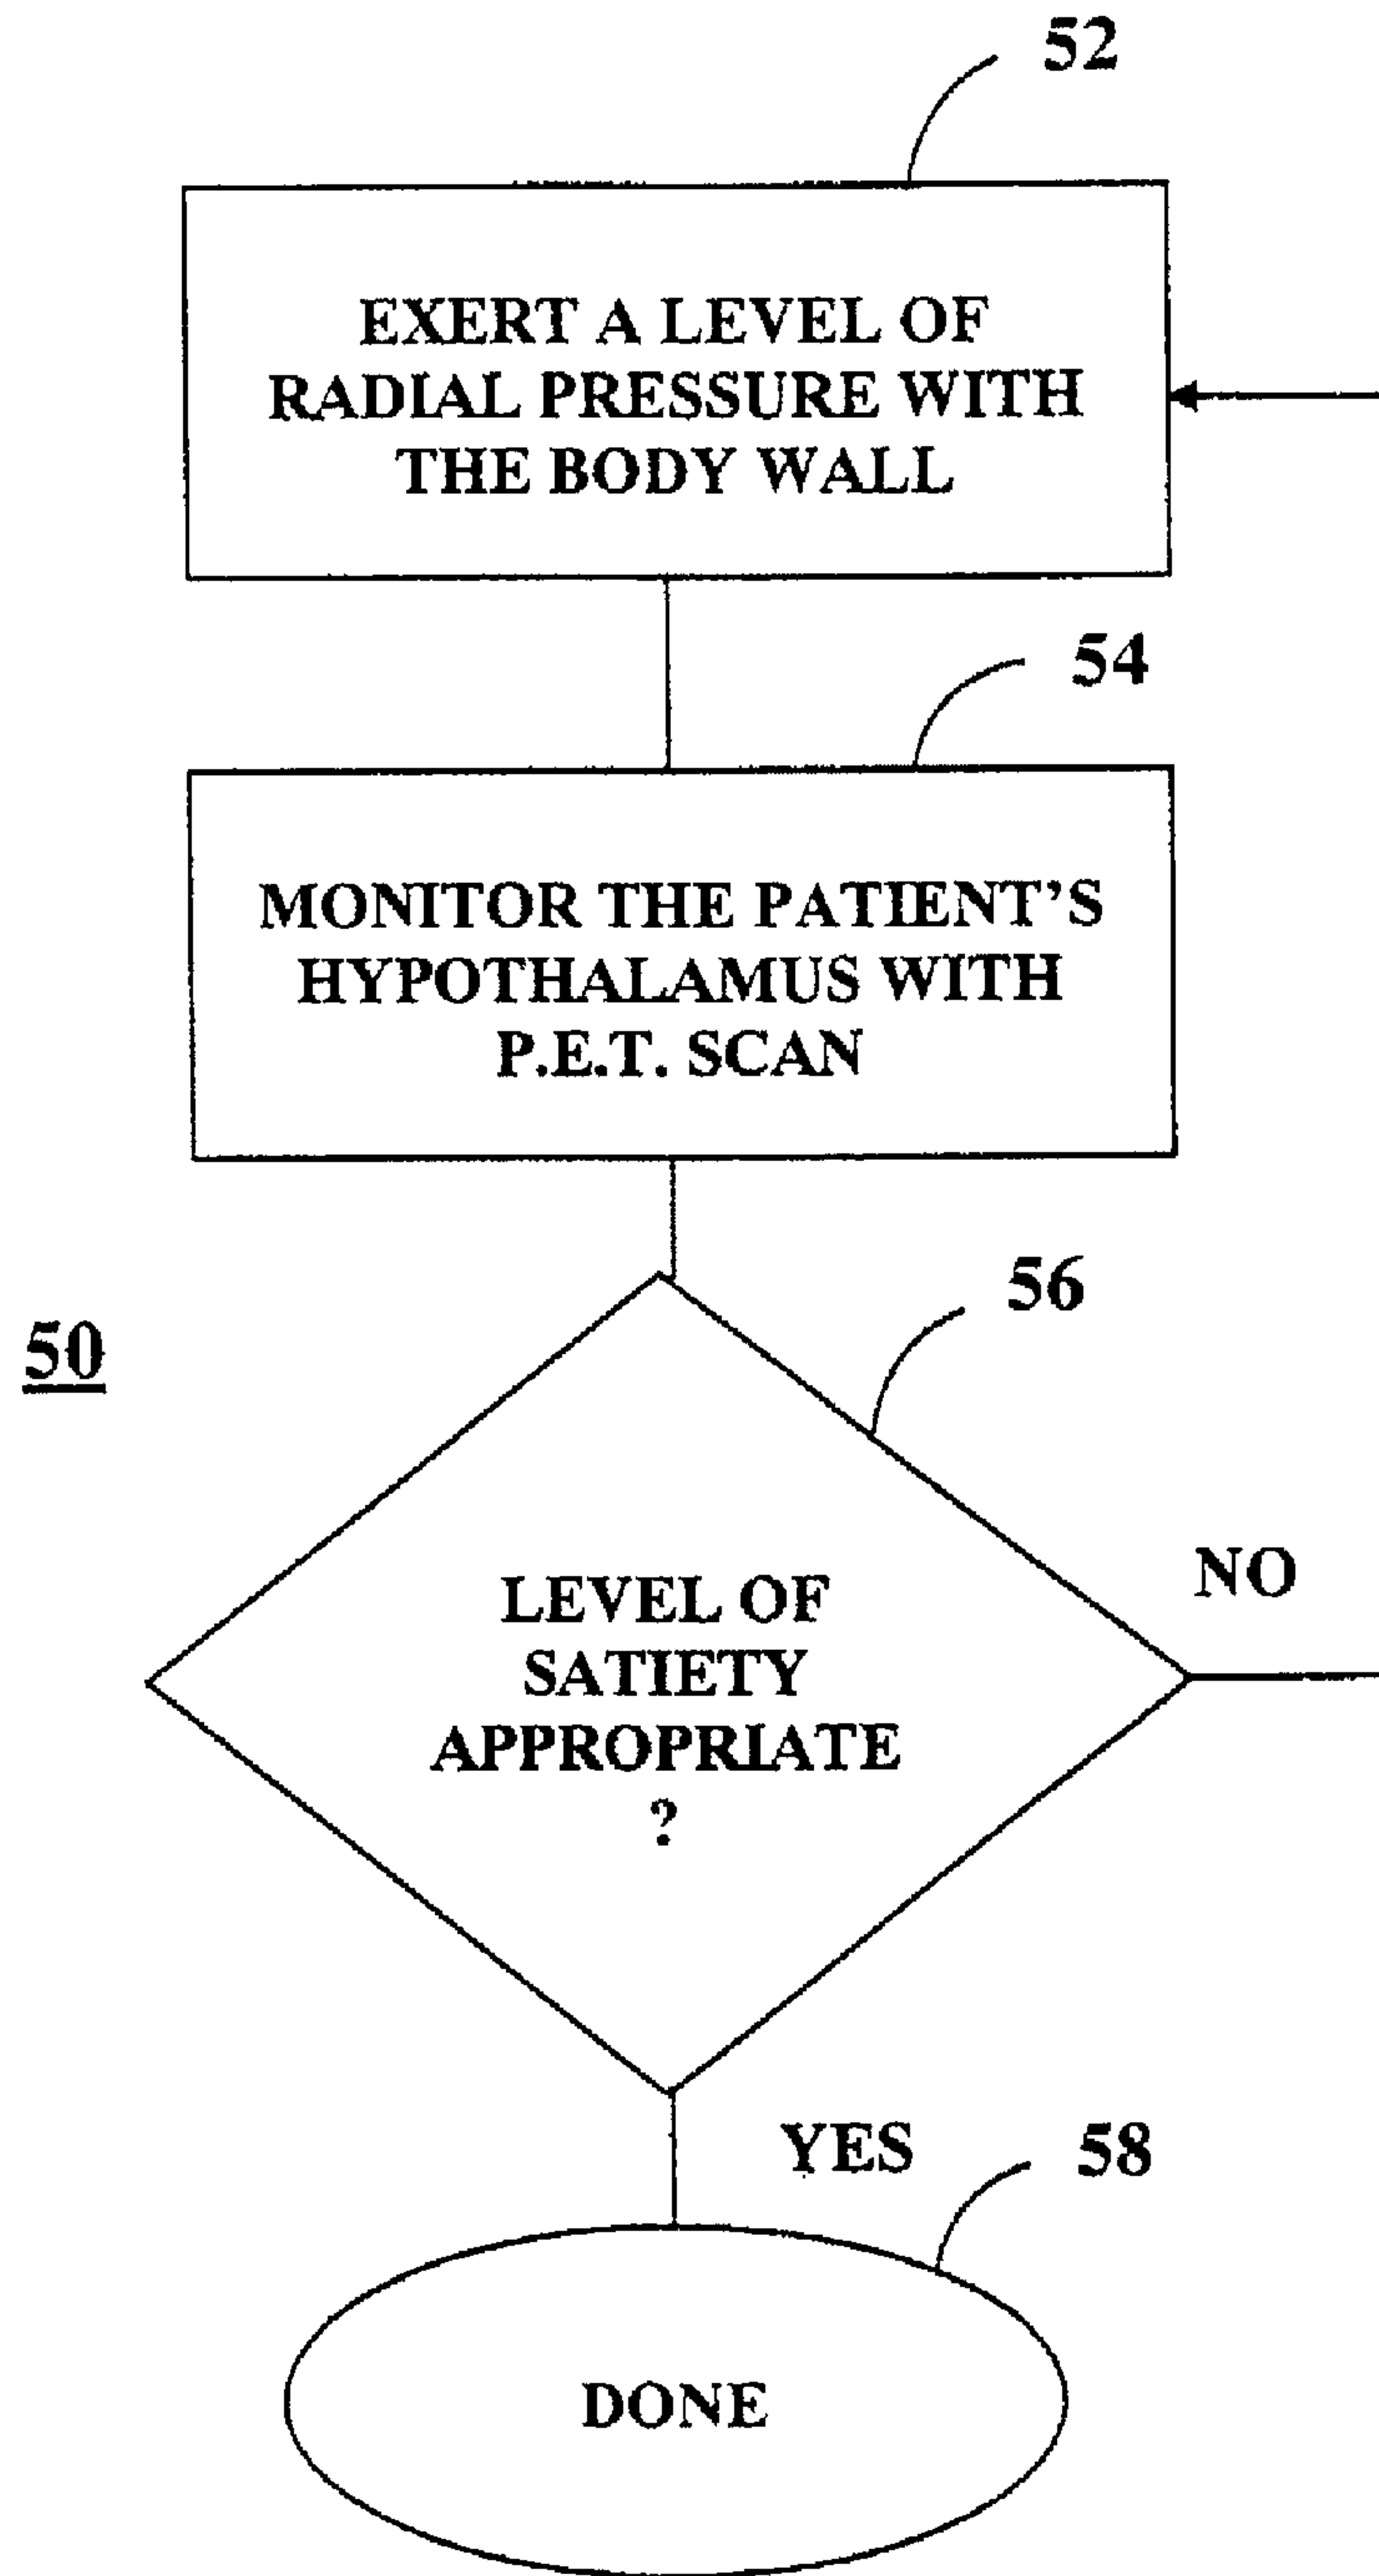 52
EXERT A LEVEL OF
RADIAL PRESSURE WITH
THE BODY WALL
54
MONITOR THE PATIENT'S
HYPOTHALAMUS WITH
P.E.T. SCAN
56
50
LEVEL OF
SATIETY
APPROPRIATE
?
NO
YES
58
DONE